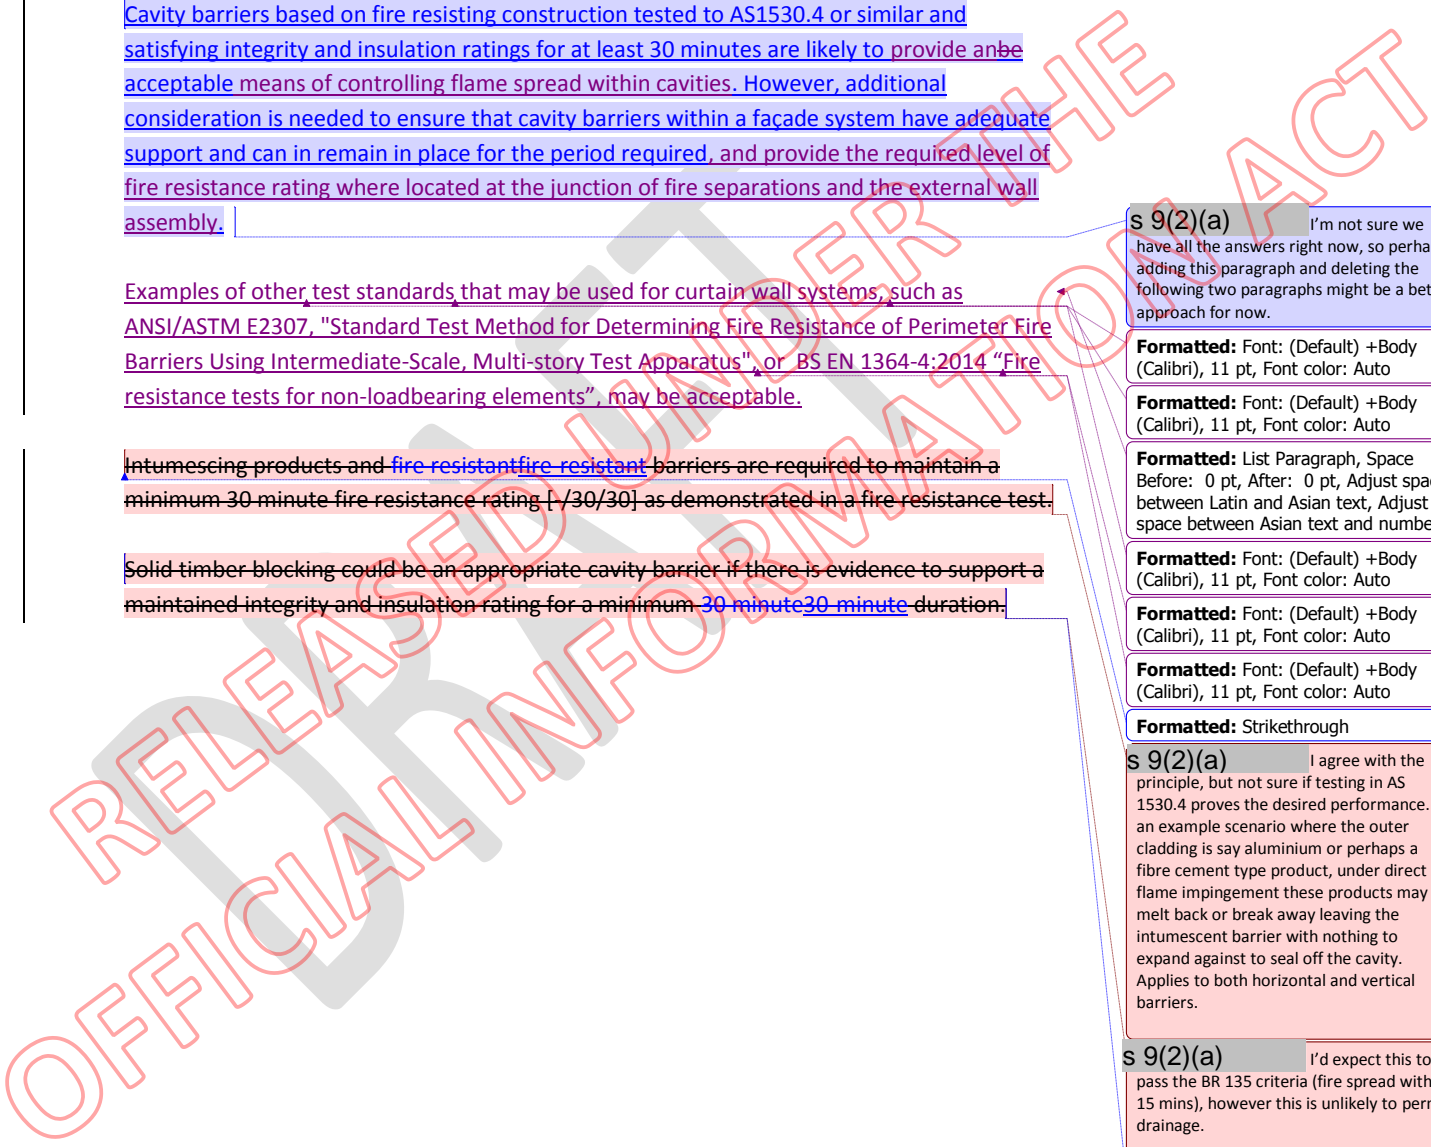 Cavity barriers based on fire resisting construction tested to AS1530.4 or similar and
satisfying integrity and insulation ratings for at least 30 minutes are likely to provide anbe
acceptable means of controlling flame spread within cavities. However, additional
consideration is needed to ensure that cavity barriers within a façade system have adequate
support and can in remain in place for the period required, and provide the required level of
fire resistance rating where located at the junction of fire separations and the external wall
assembly.
Examples of other test standards that may be used for curtain wall systems, such as
ANSI/ASTM E2307, "Standard Test Method for Determining Fire Resistance of Perimeter Fire
Barriers Using Intermediate-Scale, Multi-story Test Apparatus", or  BS EN 1364-4:2014 “Fire
resistance tests for non-loadbearing elements”, may be acceptable.
Intumescing products and fire resistantfire-resistant barriers are required to maintain a
minimum 30 minute fire resistance rating [-/30/30] as demonstrated in a fire resistance test.
Solid timber blocking could be an appropriate cavity barrier if there is evidence to support a
maintained integrity and insulation rating for a minimum 30 minute30-minute duration.
s 9(2)(a) I'm not sure we
have all the answers right now, so
adding this paragraph and deleting the
following two paragraphs might be a
approach for now.
Formatted: Font: (Default) +Body
(Calibri), 11 pt, Font color: Auto
Formatted: Font: (Default) +Body
(Calibri), 11 pt, Font color: Auto
Formatted: List Paragraph, Space
Before:  0 pt, After:  0 pt, Adjust
between Latin and Asian text, Adjust
space between Asian text and
Formatted: Font: (Default) +Body
(Calibri), 11 pt, Font color: Auto
Formatted: Font: (Default) +Body
(Calibri), 11 pt, Font color: Auto
Formatted: Font: (Default) +Body
(Calibri), 11 pt, Font color: Auto
Formatted: Strikethrough
s 9(2)(a) I agree with the
principle, but not sure if testing in AS
1530.4 proves the desired performance.
an example scenario where the outer
cladding is say aluminium or perhaps a
fibre cement type product, under direct
flame impingement these products may
melt back or break away leaving the
intumescent barrier with nothing to
expand against to seal off the cavity.
Applies to both horizontal and vertical
barriers.
s 9(2)(a) I'd expect this to
pass the BR 135 criteria (fire spread
15 mins), however this is unlikely to
drainage.
DRAFT
RELEASED UNDER THE
OFFICIAL INFORMATION ACT